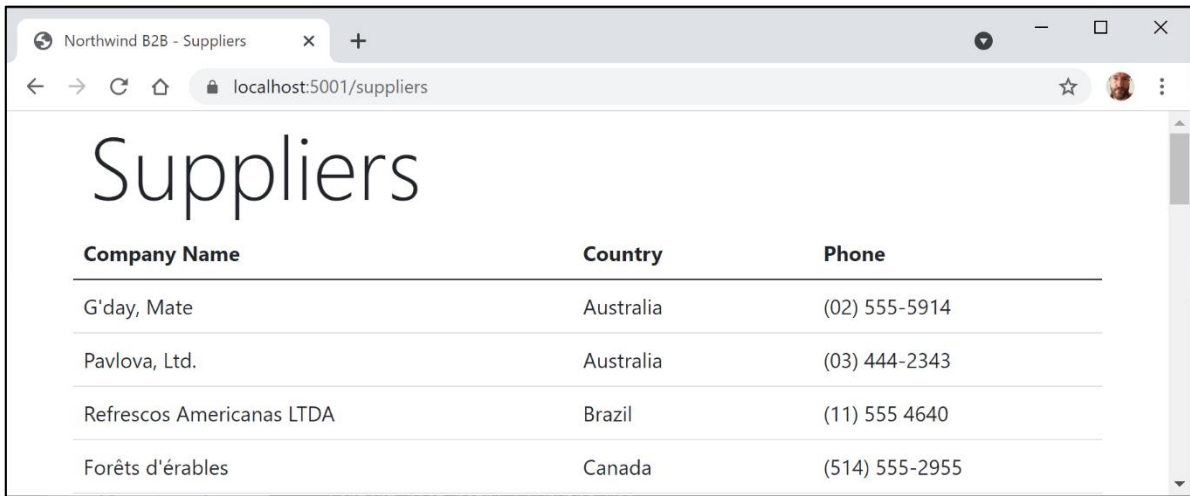 Northwind B2B - Suppliers
localhost:5001/suppliers
Suppliers
Company Name Country Phone
G'day, Mate Australia (02) 555-5914
Pavlova, Ltd. Australia (03) 444-2343
Refrescos Americanas LTDA Brazil (11) 555 4640
Forêts d'érables Canada (514) 555-2955